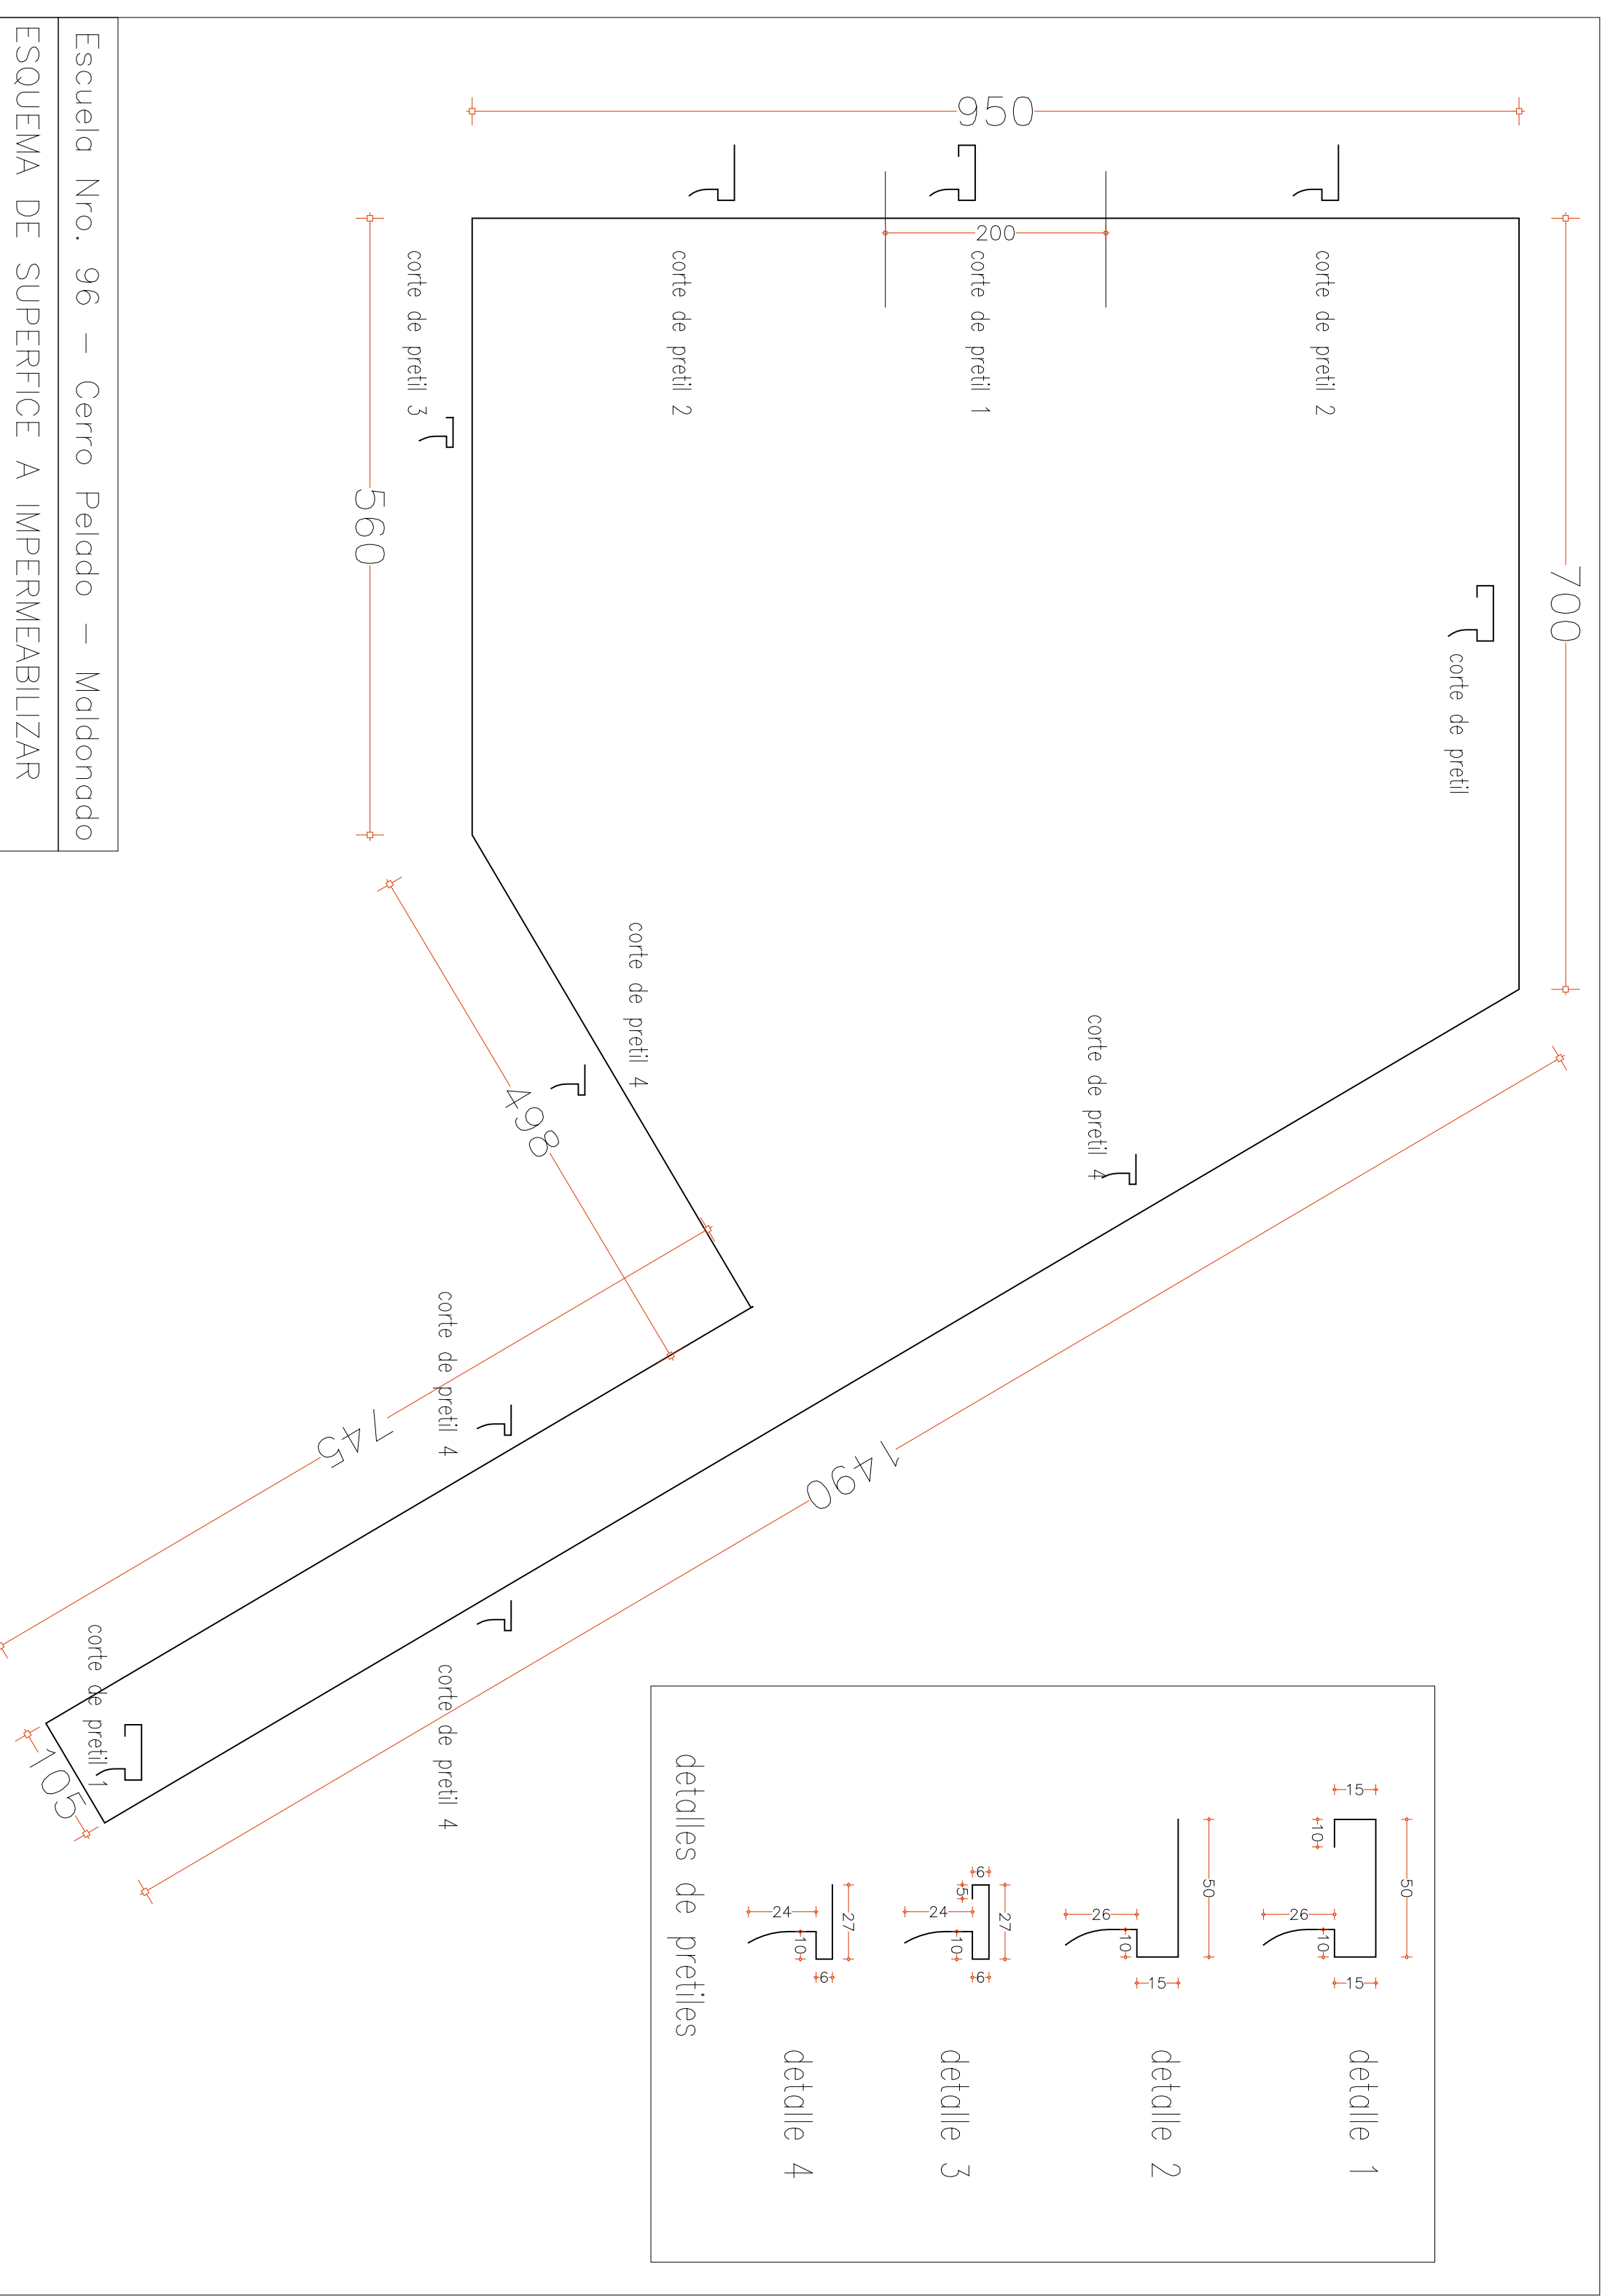 700
950
200
corte de pretil 2
corte de pretil 1
corte de pretil 2
corte de pretil
corte de pretil 3
560
corte de pretil 4
corte de pretil 4
498
745
1490
corte de pretil 4
corte de pretil 4
corte de pretil 1
105
detalle 1
50
15
10
26
10
15
detalle 2
50
26
10
15
detalle 3
27
6
5
24
10
6
detalle 4
27
24
10
6
detalles de pretiles
Escuela Nro. 96 - Cerro Pelado - Maldonado
ESQUEMA DE SUPERFICE A IMPERMEABILIZAR